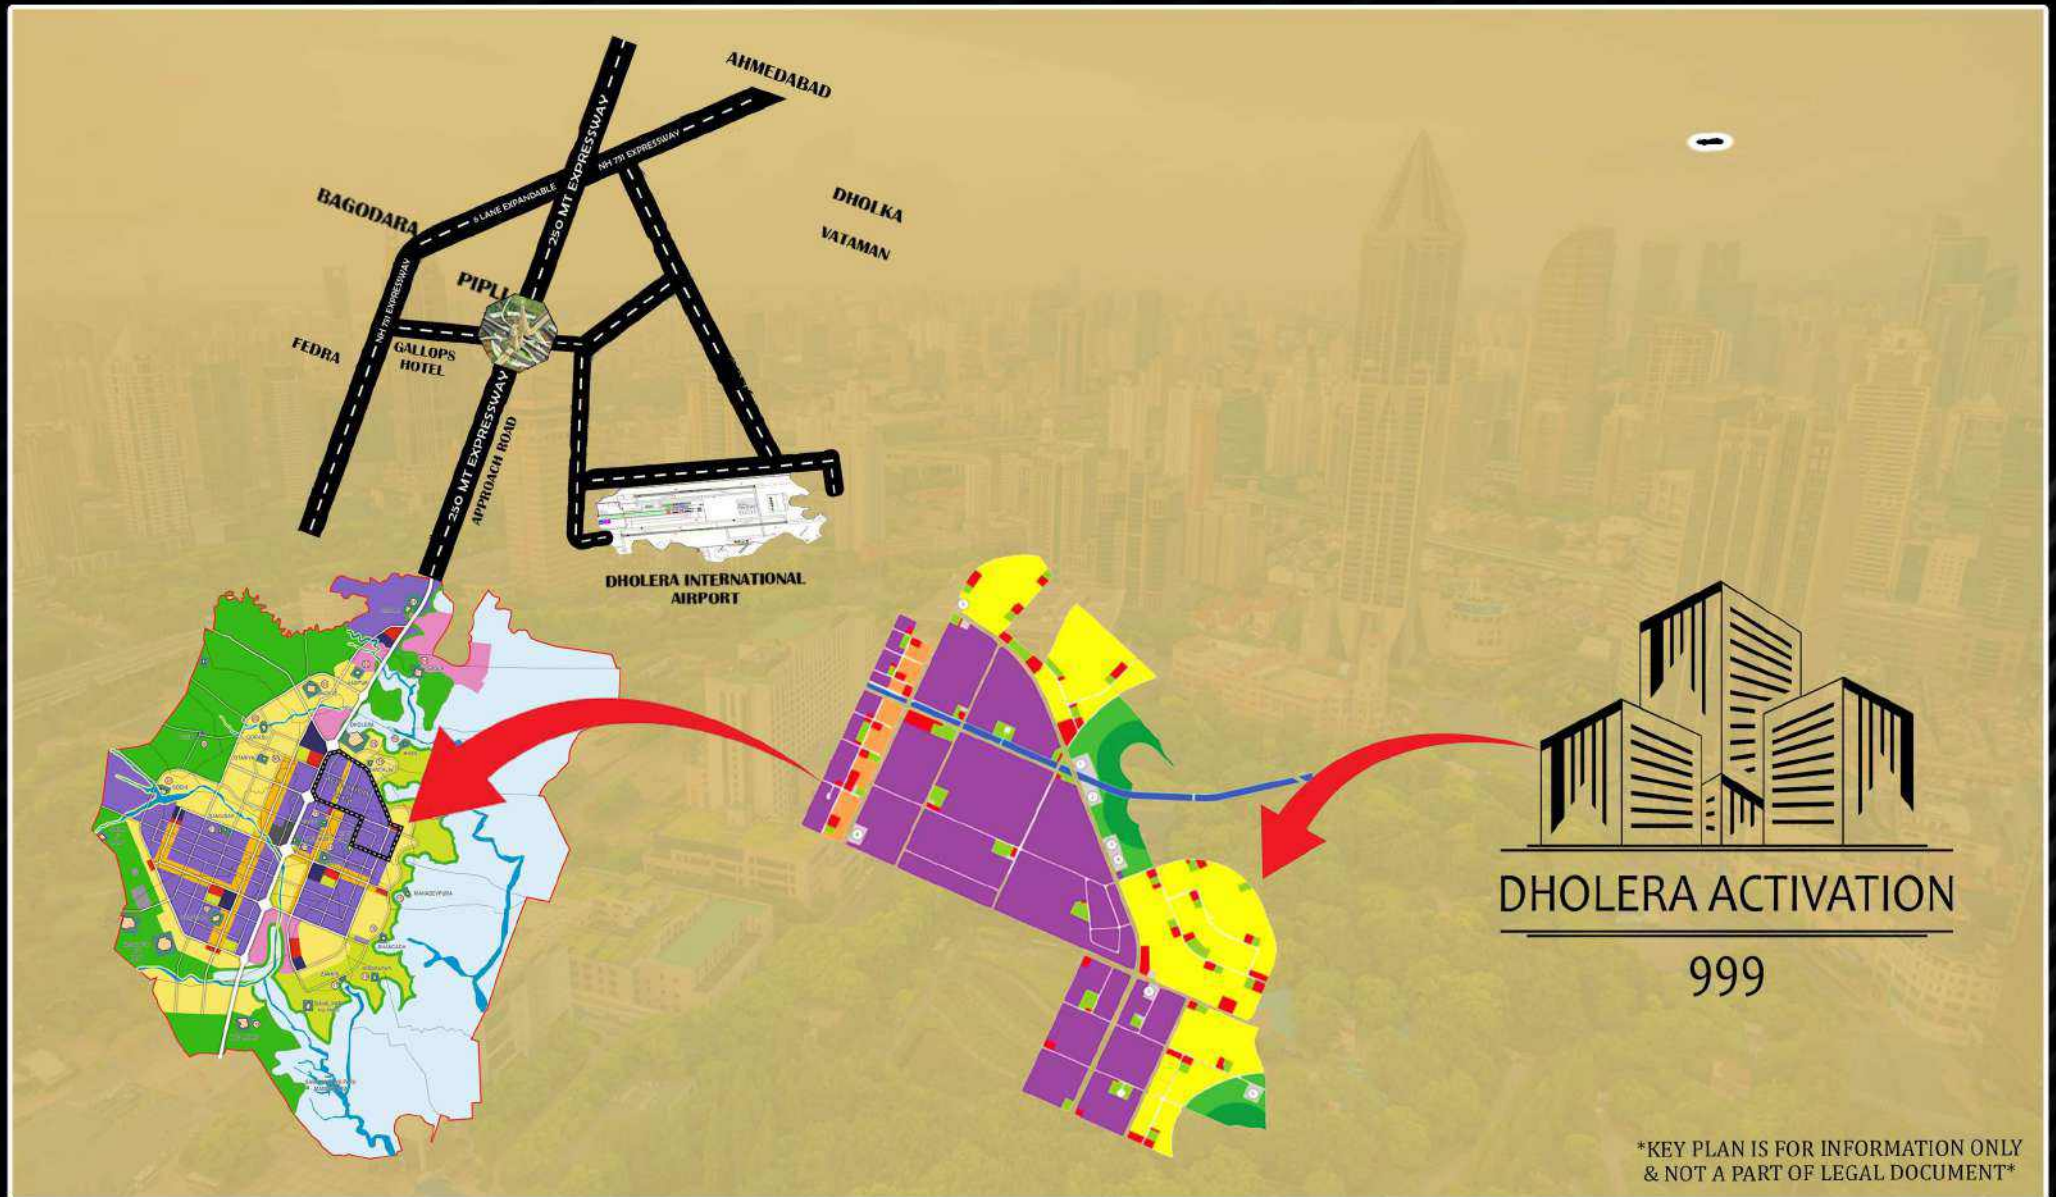 AHMEDABAD
250 MT EXPRESSWAY
NH 751 EXPRESSWAY
6 LANE EXPANDABLE
BAGODARA
DHOLKA
VATAMAN
NH 751 EXPRESSWAY
PIPLI
FEDRA
GALLOPS
HOTEL
250 MT EXPRESSWAY
APPROACH ROAD
DHOLERA INTERNATIONAL
AIRPORT
DHOLERA
MAHADEVPURA
DHOLERA ACTIVATION
999
*KEY PLAN IS FOR INFORMATION ONLY
& NOT A PART OF LEGAL DOCUMENT*